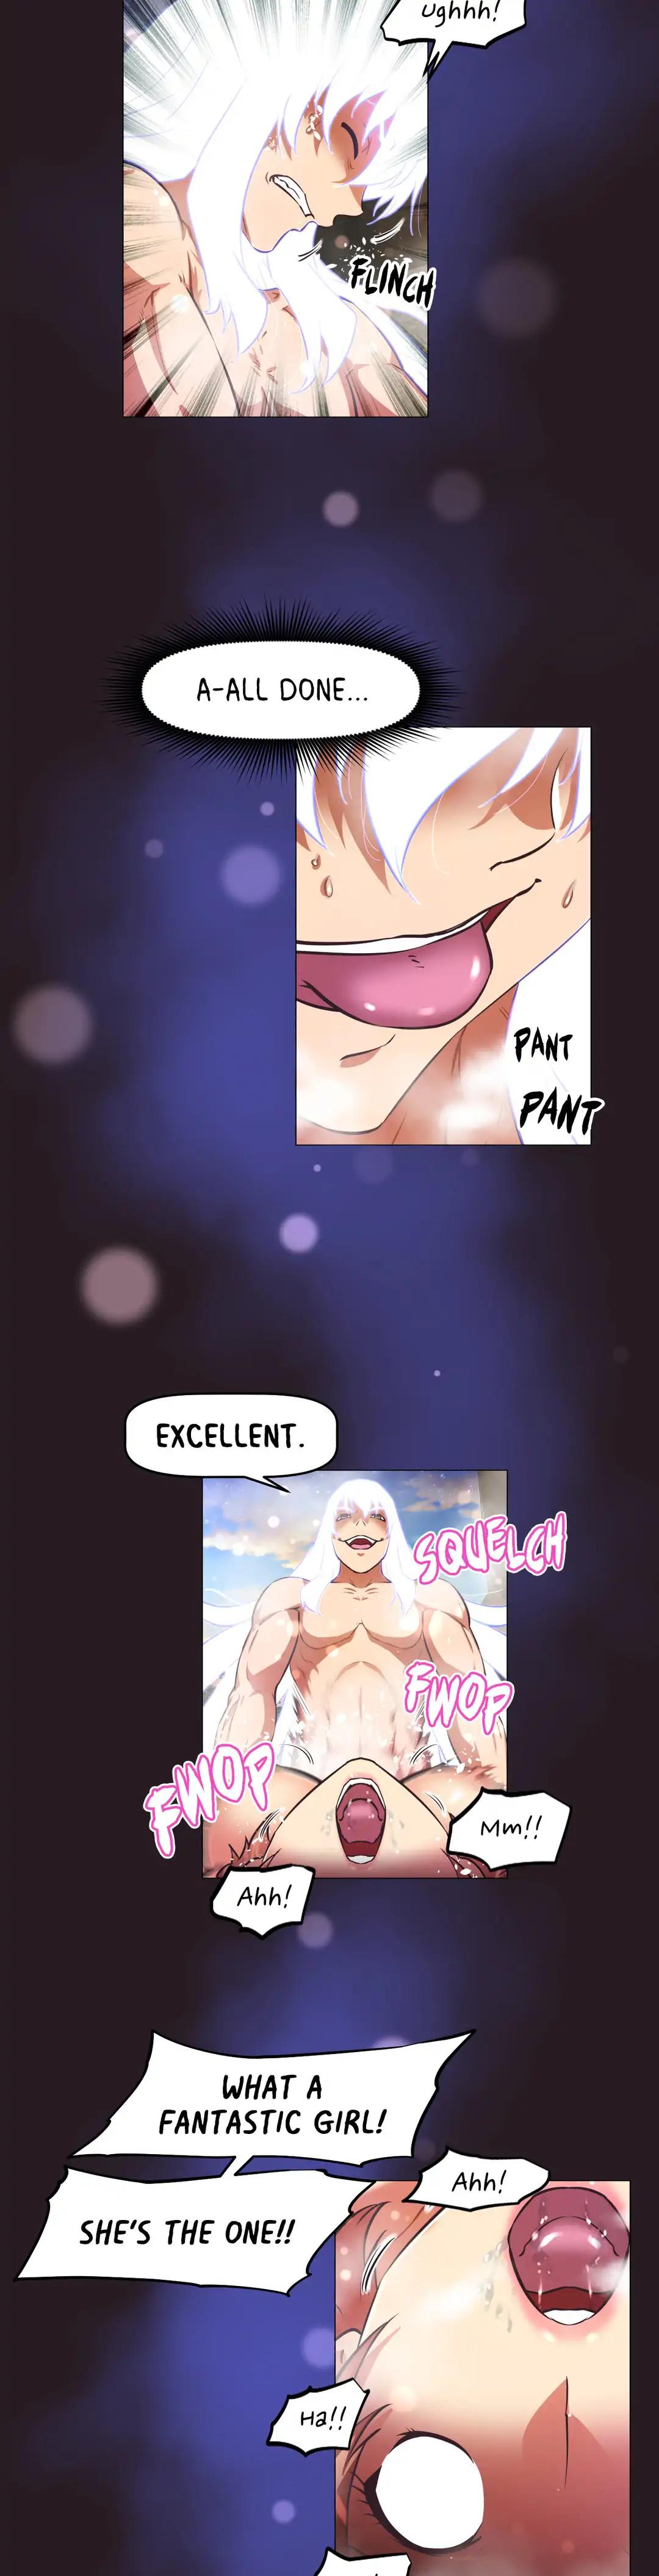 Ughhh!
FLINCH
A-ALL DONE...
PANT
PANT
EXCELLENT.
SQUELCH
FWOP
FWOP
Mm!!
Ahh!
WHAT A
FANTASTIC GIRL!
Ahh!
SHE'S THE ONE!!
Ha!!